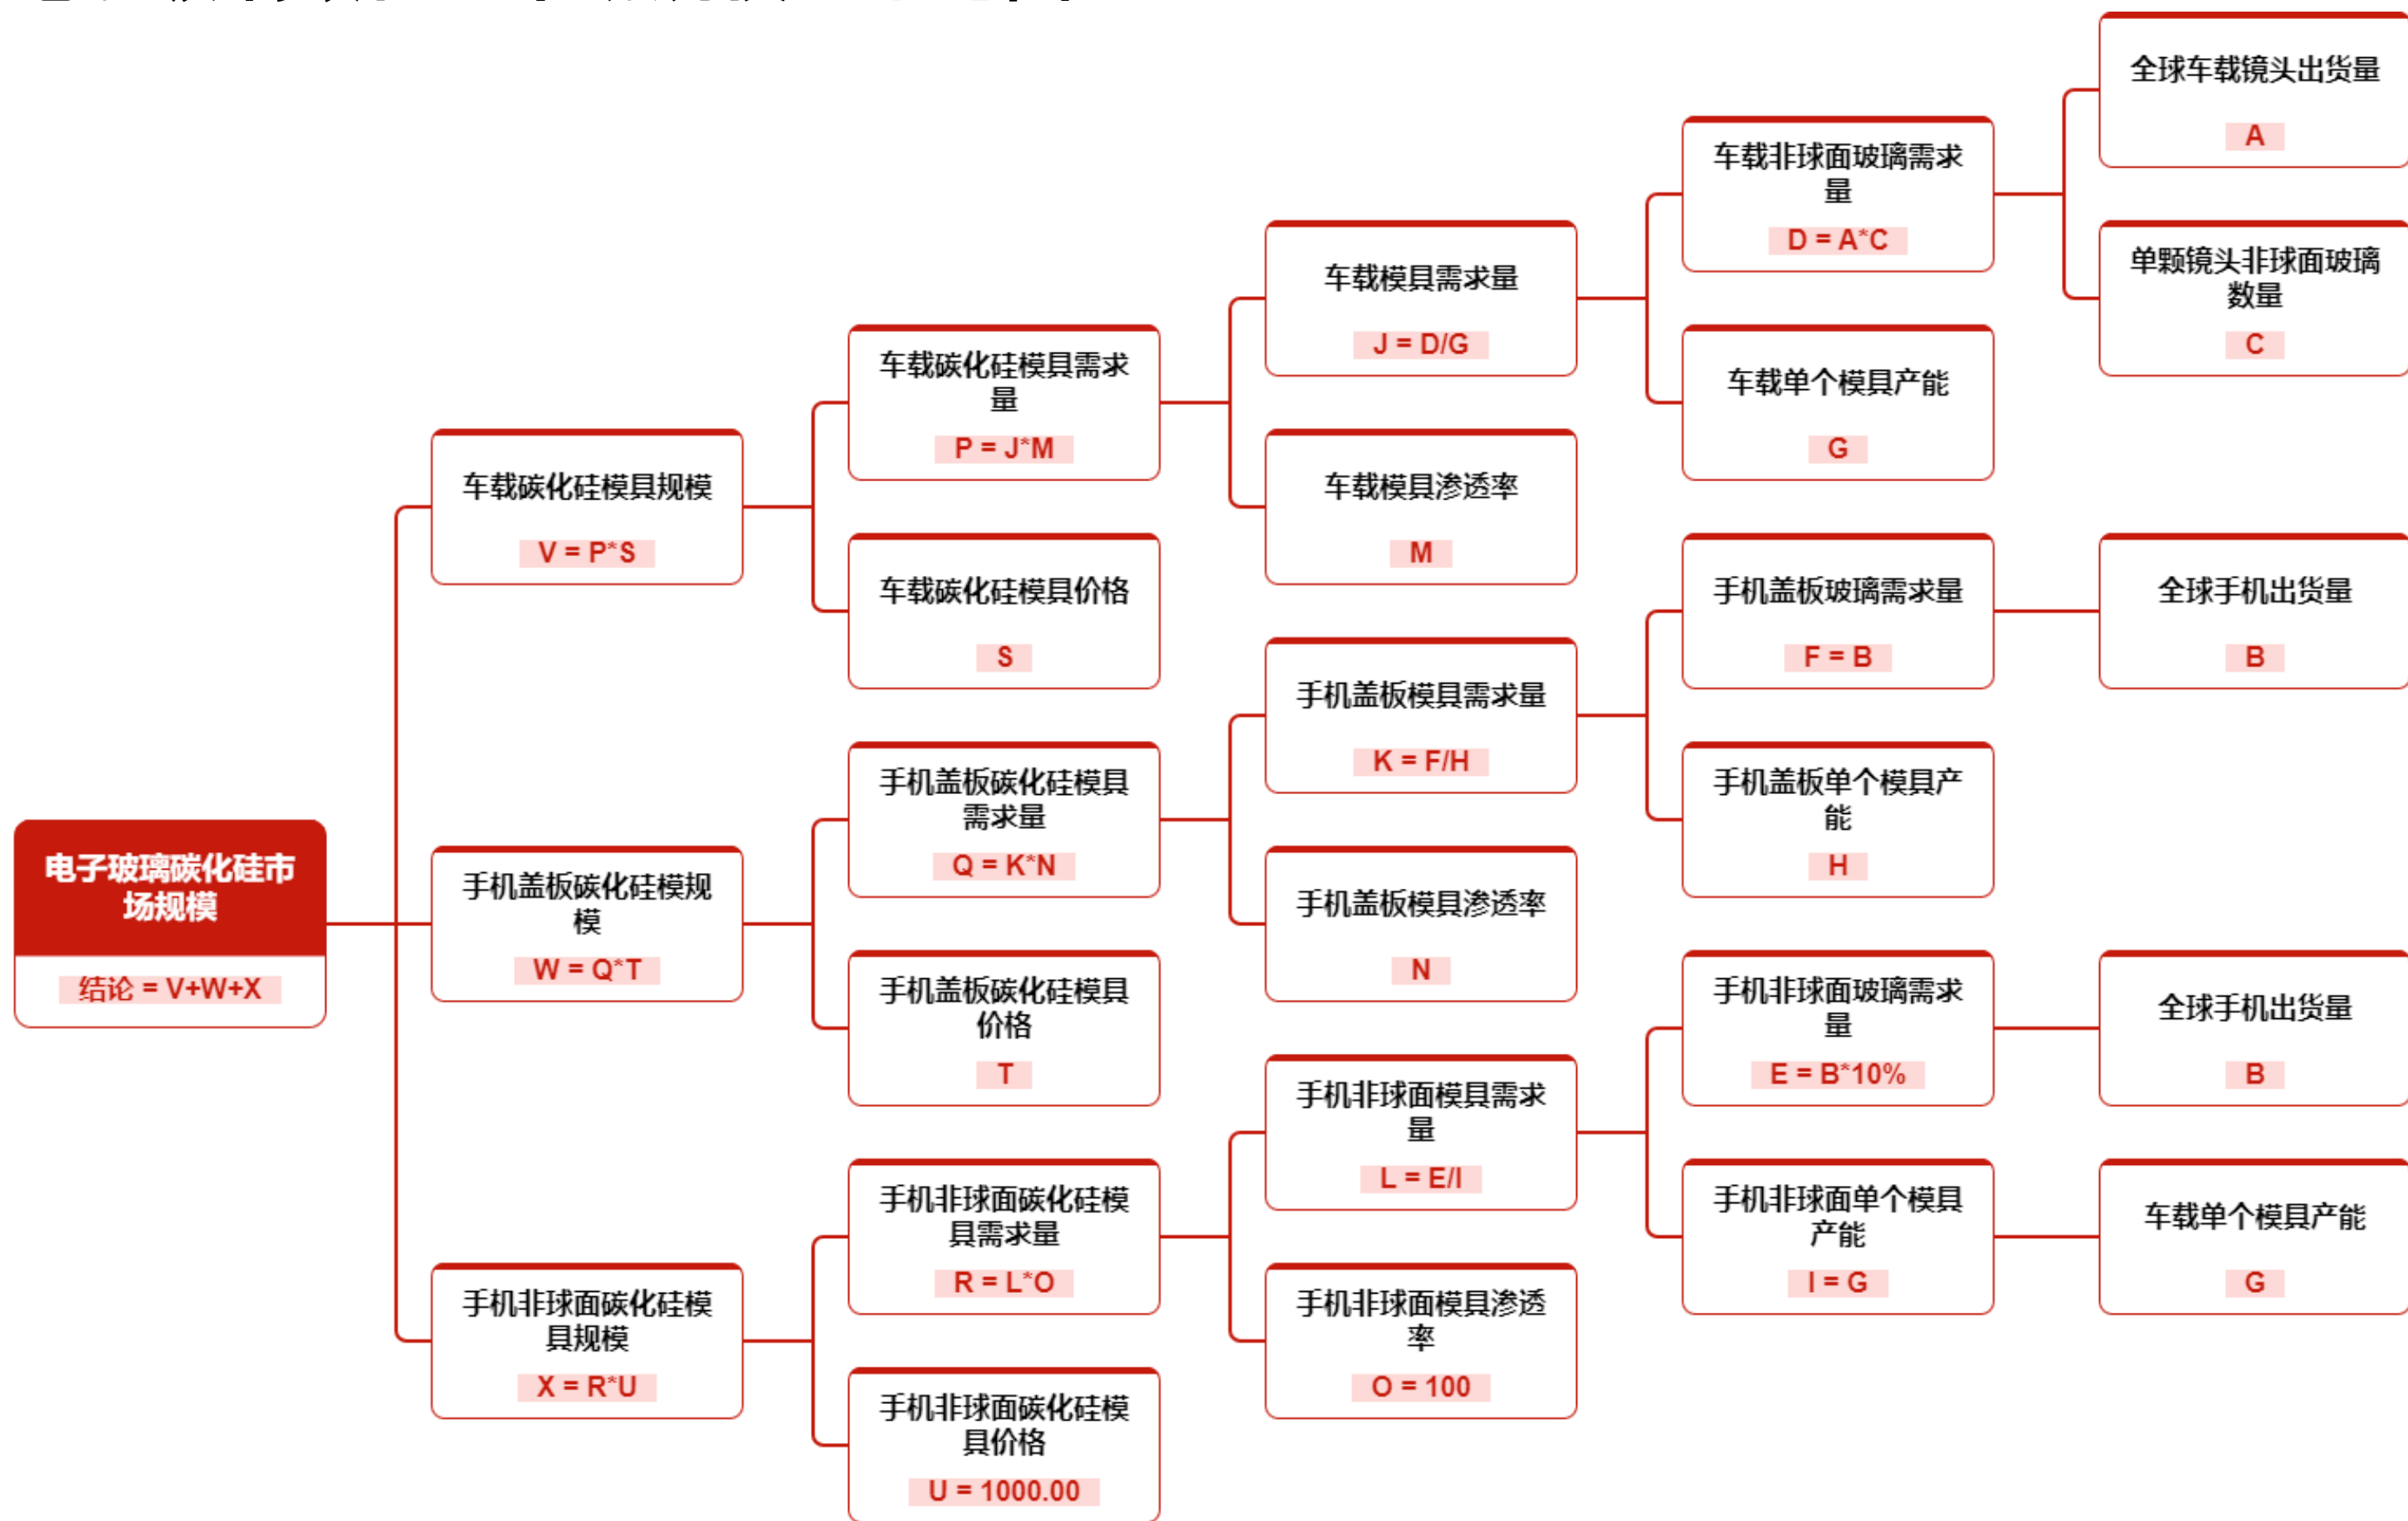 电子玻璃碳化硅市
场规模
结论 = V+W+X
车载碳化硅模具规模
V = P*S
车载碳化硅模具需求
量
P = J*M
车载模具需求量
J = D/G
车载非球面玻璃需求
量
D = A*C
全球车载镜头出货量
A
单颗镜头非球面玻璃
数量
C
车载单个模具产能
G
车载模具渗透率
M
车载碳化硅模具价格
S
手机盖板碳化硅模规
模
W = Q*T
手机盖板碳化硅模具
需求量
Q = K*N
手机盖板模具需求量
K = F/H
手机盖板玻璃需求量
F = B
全球手机出货量
B
手机盖板单个模具产
能
H
手机盖板模具渗透率
N
手机盖板碳化硅模具
价格
T
手机非球面碳化硅模
具规模
X = R*U
手机非球面碳化硅模
具需求量
R = L*O
手机非球面模具需求
量
L = E/I
手机非球面玻璃需求
量
E = B*10%
全球手机出货量
B
手机非球面单个模具
产能
I = G
车载单个模具产能
G
手机非球面模具渗透
率
O = 100
手机非球面碳化硅模
具价格
U = 1000.00